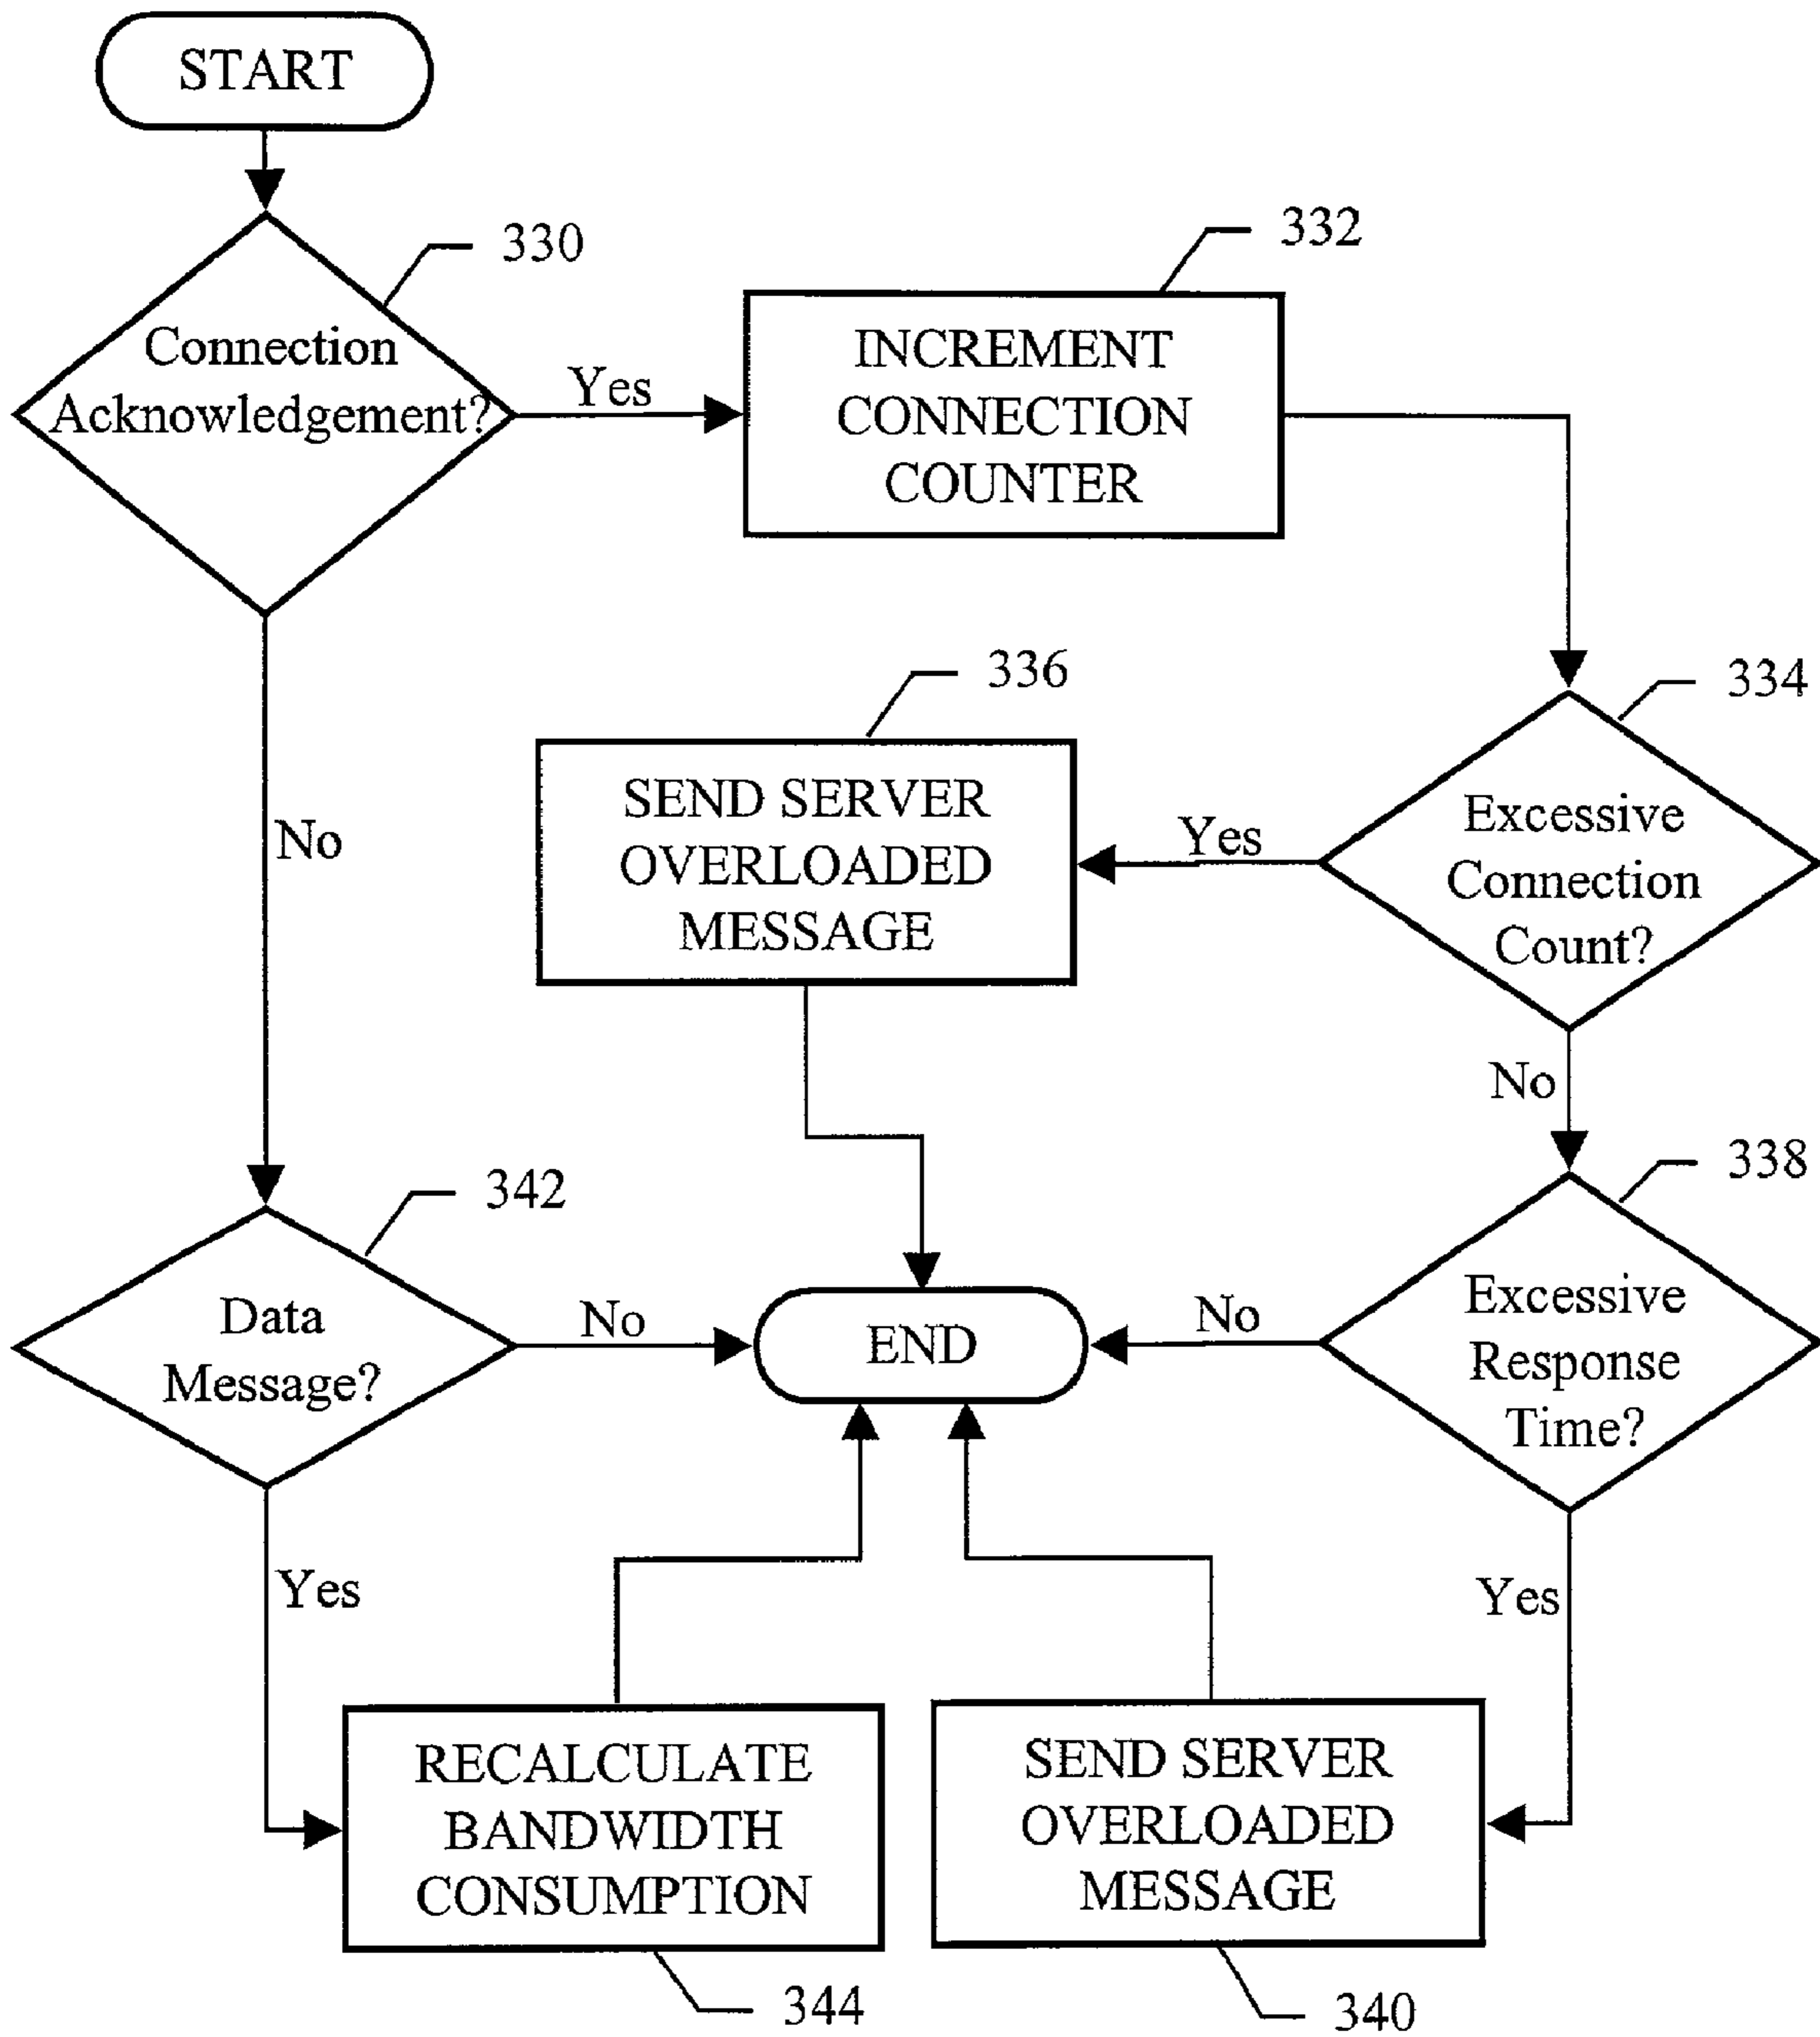 START
330
Connection
Acknowledgement?
Yes
332
INCREMENT
CONNECTION
COUNTER
No
336
SEND SERVER
OVERLOADED
MESSAGE
Yes
334
Excessive
Connection
Count?
No
342
Data
Message?
No
END
No
338
Excessive
Response
Time?
Yes
Yes
RECALCULATE
BANDWIDTH
CONSUMPTION
344
SEND SERVER
OVERLOADED
MESSAGE
340